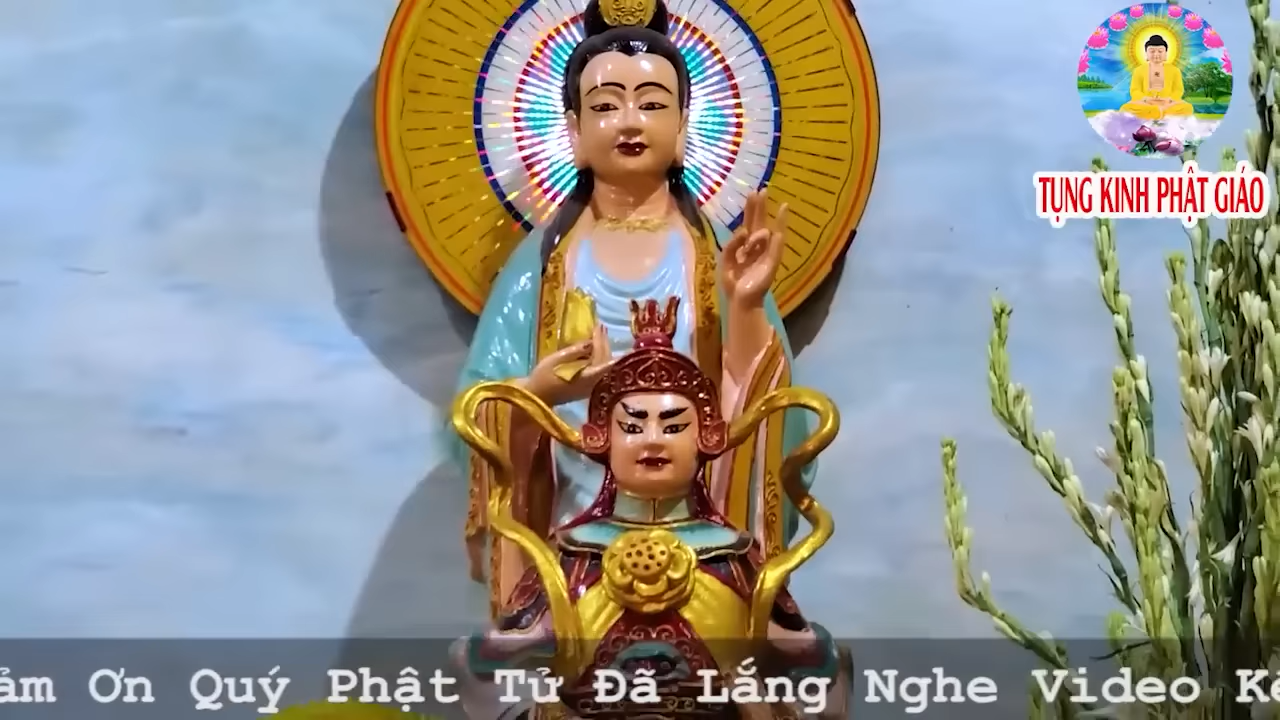 TỤNG KINH PHẬT GIÁO
Ơn Quý Phật Tử Đã Lắng Nghe Video